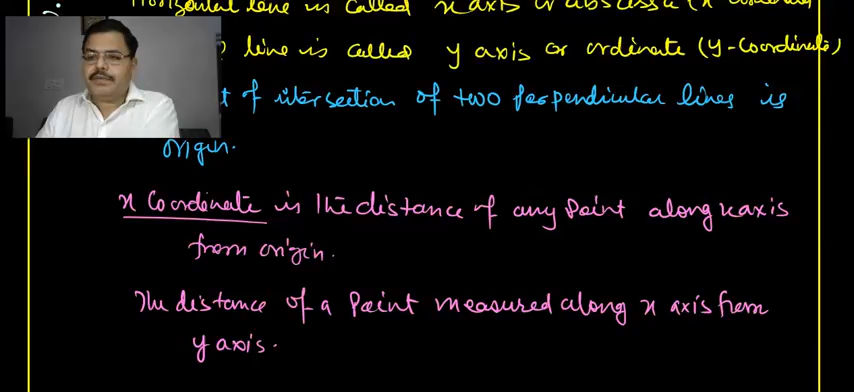 Horizontal line is called x axis or abscissa (x
line is called y axis or ordinate (y-coordinate)
of intersection of two perpendicular lines is
origin.
x Coordinate is the distance of any Point along x axis
from origin.
The distance of a Point measured along x axis from
y axis.